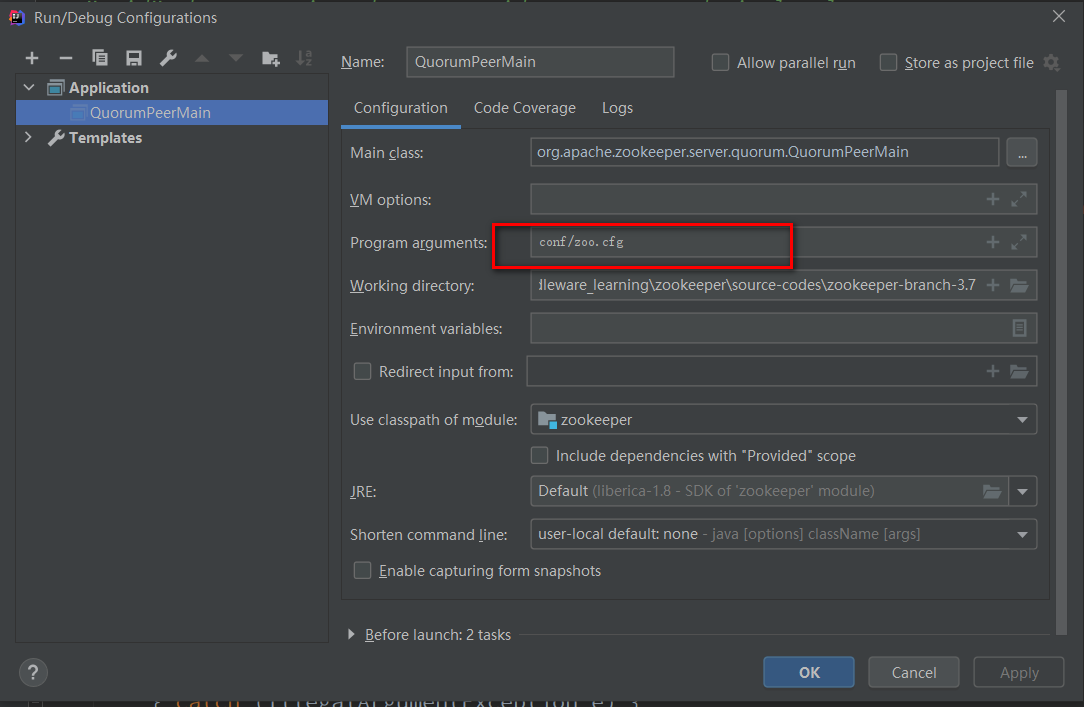 Run/Debug Configurations
Name: QuorumPeerMain
Allow parallel run
Store as project file
Application
QuorumPeerMain
Templates
Configuration Code Coverage Logs
Main class: org.apache.zookeeper.server.quorum.QuorumPeerMain ...
VM options:
Program arguments: conf/zoo.cfg
Working directory: dleware_learning\zookeeper\source-codes\zookeeper-branch-3.7
Environment variables:
Redirect input from:
Use classpath of module: zookeeper
Include dependencies with "Provided" scope
JRE: Default (liberica-1.8 - SDK of 'zookeeper' module)
Shorten command line: user-local default: none - java [options] className [args]
Enable capturing form snapshots
Before launch: 2 tasks
? OK Cancel Apply